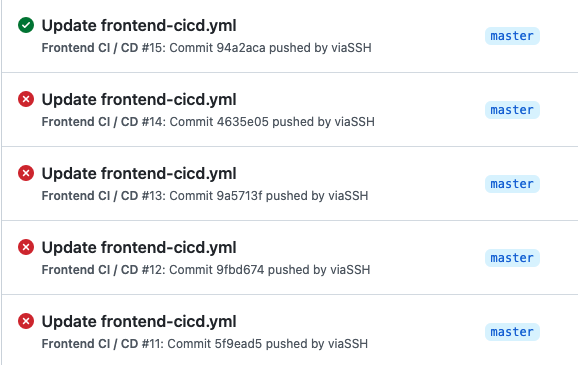 Update frontend-cicd.yml
master
Frontend CI / CD #15: Commit 94a2aca pushed by viaSSH
Update frontend-cicd.yml
master
Frontend CI / CD #14: Commit 4635e05 pushed by viaSSH
Update frontend-cicd.yml
master
Frontend CI / CD #13: Commit 9a5713f pushed by viaSSH
Update frontend-cicd.yml
master
Frontend CI / CD #12: Commit 9fbd674 pushed by viaSSH
Update frontend-cicd.yml
master
Frontend CI / CD #11: Commit 5f9ead5 pushed by viaSSH